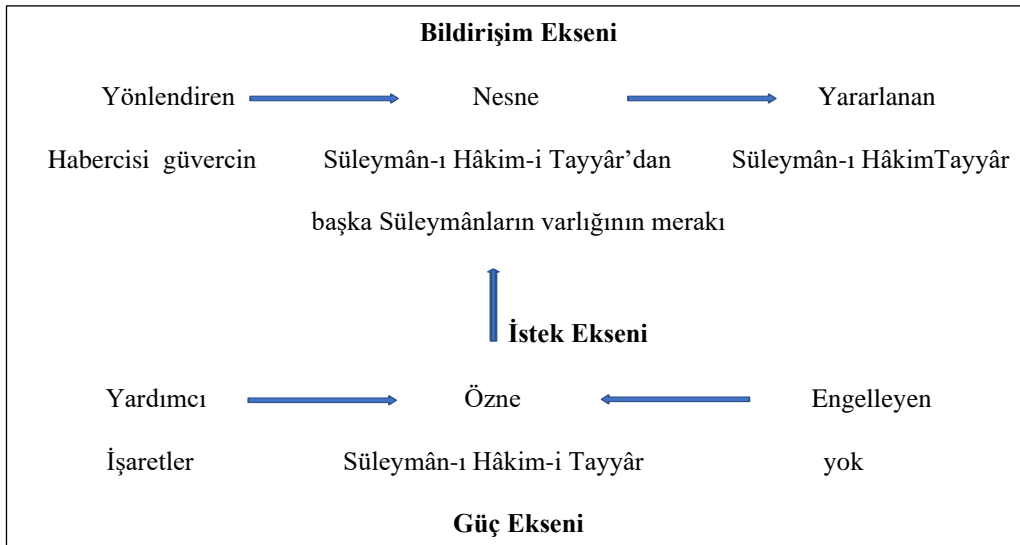 Bildirişim Ekseni
Yönlendiren Nesne Yararlanan
Habercisi güvercin Süleymân-ı Hâkim-i Tayyâr’dan Süleymân-ı HâkimTayyâr
başka Süleymânların varlığının merakı
İstek Ekseni
Yardımcı Özne Engelleyen
İşaretler Süleymân-ı Hâkim-i Tayyâr yok
Güç Ekseni